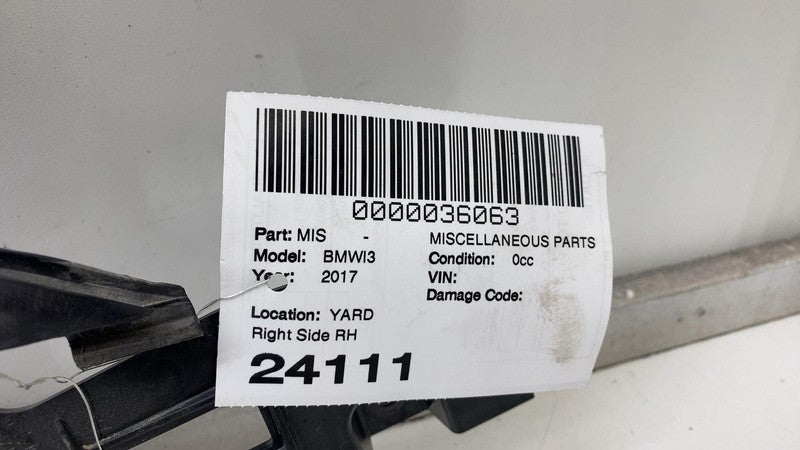 0000036063
Part: MIS - MISCELLANEOUS PARTS
Model: BMWI3 Condition: 0cc
Year: 2017 VIN:
Damage Code:
Location: YARD
Right Side RH
24111